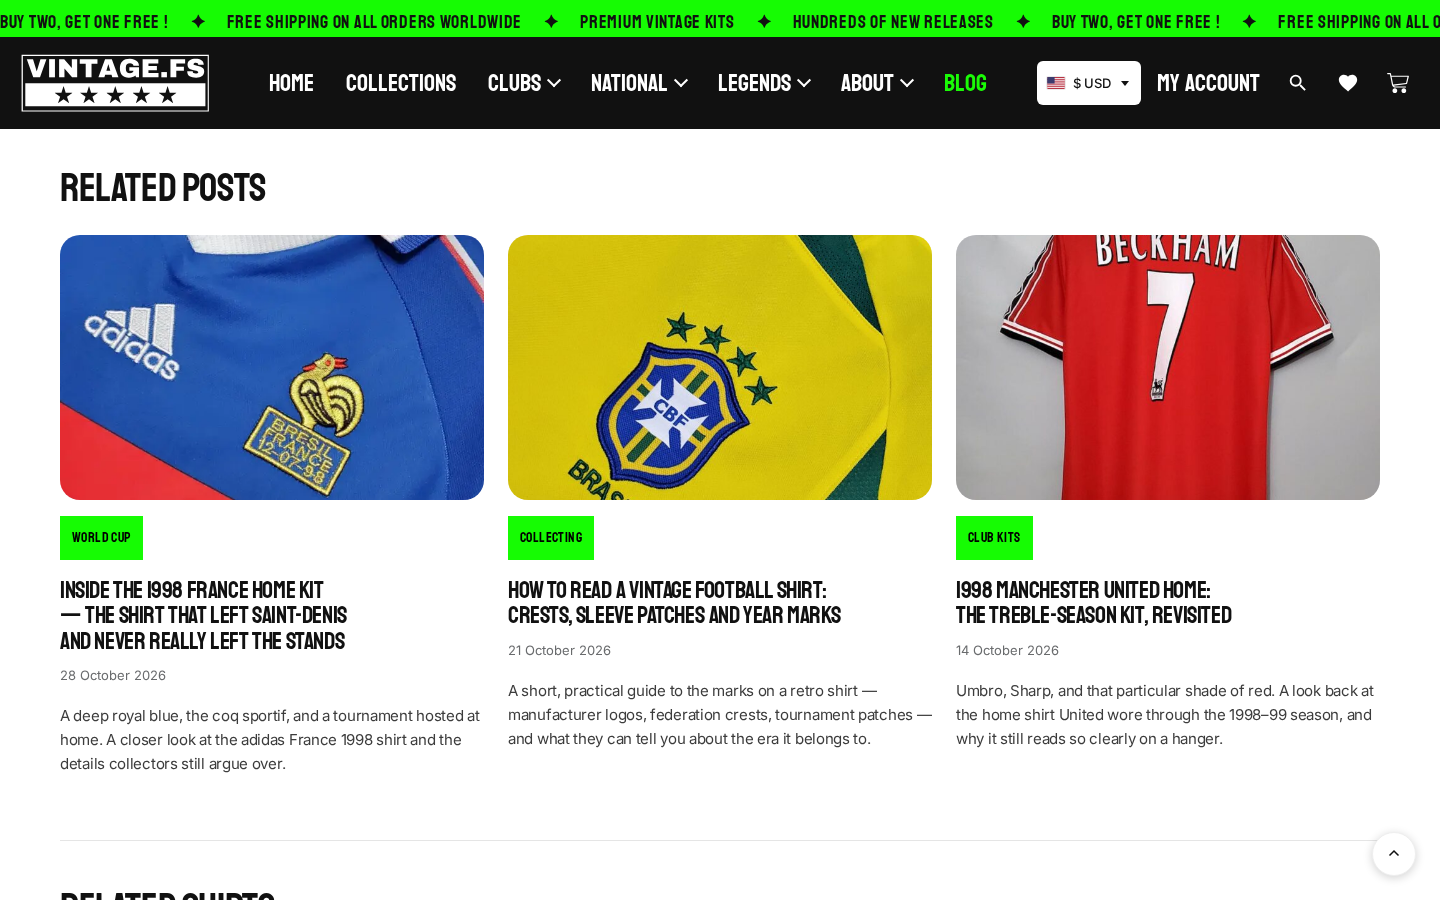 BUY TWO, GET ONE FREE ! ✦ FREE SHIPPING ON ALL ORDERS WORLDWIDE ✦ PREMIUM VINTAGE KITS ✦ HUNDREDS OF NEW RELEASES ✦ BUY TWO, GET ONE FREE ! ✦ FREE SHIPPING ON ALL O
VINTAGE.FS
HOME COLLECTIONS CLUBS NATIONAL LEGENDS ABOUT BLOG $ USD MY ACCOUNT
RELATED POSTS
adidas
BRESIL
FRANCE
12-07-98
CBF
BRAS
BECKHAM
7
WORLD CUP
INSIDE THE 1998 FRANCE HOME KIT
— THE SHIRT THAT LEFT SAINT-DENIS
AND NEVER REALLY LEFT THE STANDS
28 October 2026
A deep royal blue, the coq sportif, and a tournament hosted at
home. A closer look at the adidas France 1998 shirt and the
details collectors still argue over.
COLLECTING
HOW TO READ A VINTAGE FOOTBALL SHIRT:
CRESTS, SLEEVE PATCHES AND YEAR MARKS
21 October 2026
A short, practical guide to the marks on a retro shirt —
manufacturer logos, federation crests, tournament patches —
and what they can tell you about the era it belongs to.
CLUB KITS
1998 MANCHESTER UNITED HOME:
THE TREBLE-SEASON KIT, REVISITED
14 October 2026
Umbro, Sharp, and that particular shade of red. A look back at
the home shirt United wore through the 1998–99 season, and
why it still reads so clearly on a hanger.
RELATED SHIRTS